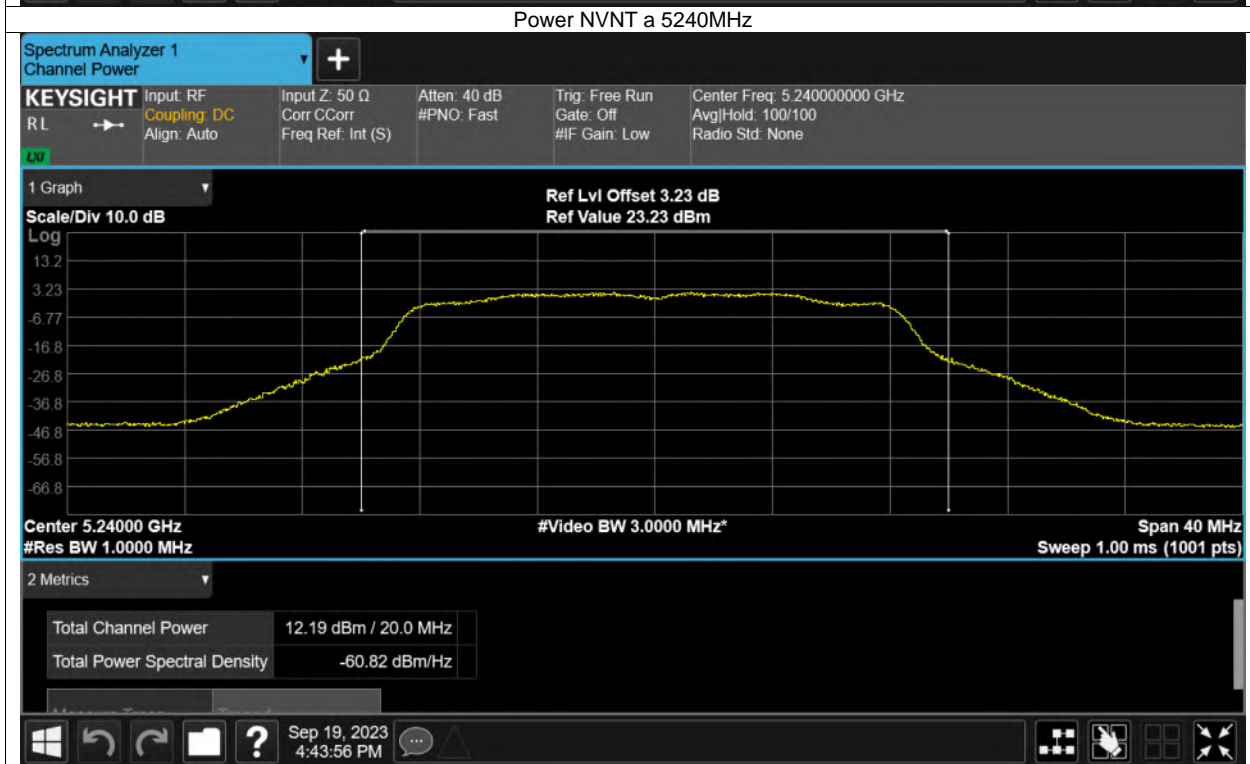 Power NVNT a 5240MHz
Spectrum Analyzer 1
Channel Power
KEYSIGHT
RL
LXI
Input: RF
Coupling: DC
Align: Auto
Input Z: 50 Ω
Corr CCorr
Freq Ref: Int (S)
Atten: 40 dB
#PNO: Fast
Trig: Free Run
Gate: Off
#IF Gain: Low
Center Freq: 5.240000000 GHz
Avg|Hold: 100/100
Radio Std: None
1 Graph
Scale/Div 10.0 dB
Ref Lvl Offset 3.23 dB
Ref Value 23.23 dBm
Log
13.2
3.23
-6.77
-16.8
-26.8
-36.8
-46.8
-56.8
-66.8
Center 5.24000 GHz
#Video BW 3.0000 MHz*
Span 40 MHz
#Res BW 1.0000 MHz
Sweep 1.00 ms (1001 pts)
2 Metrics
Total Channel Power 12.19 dBm / 20.0 MHz
Total Power Spectral Density -60.82 dBm/Hz
Sep 19, 2023
4:43:56 PM